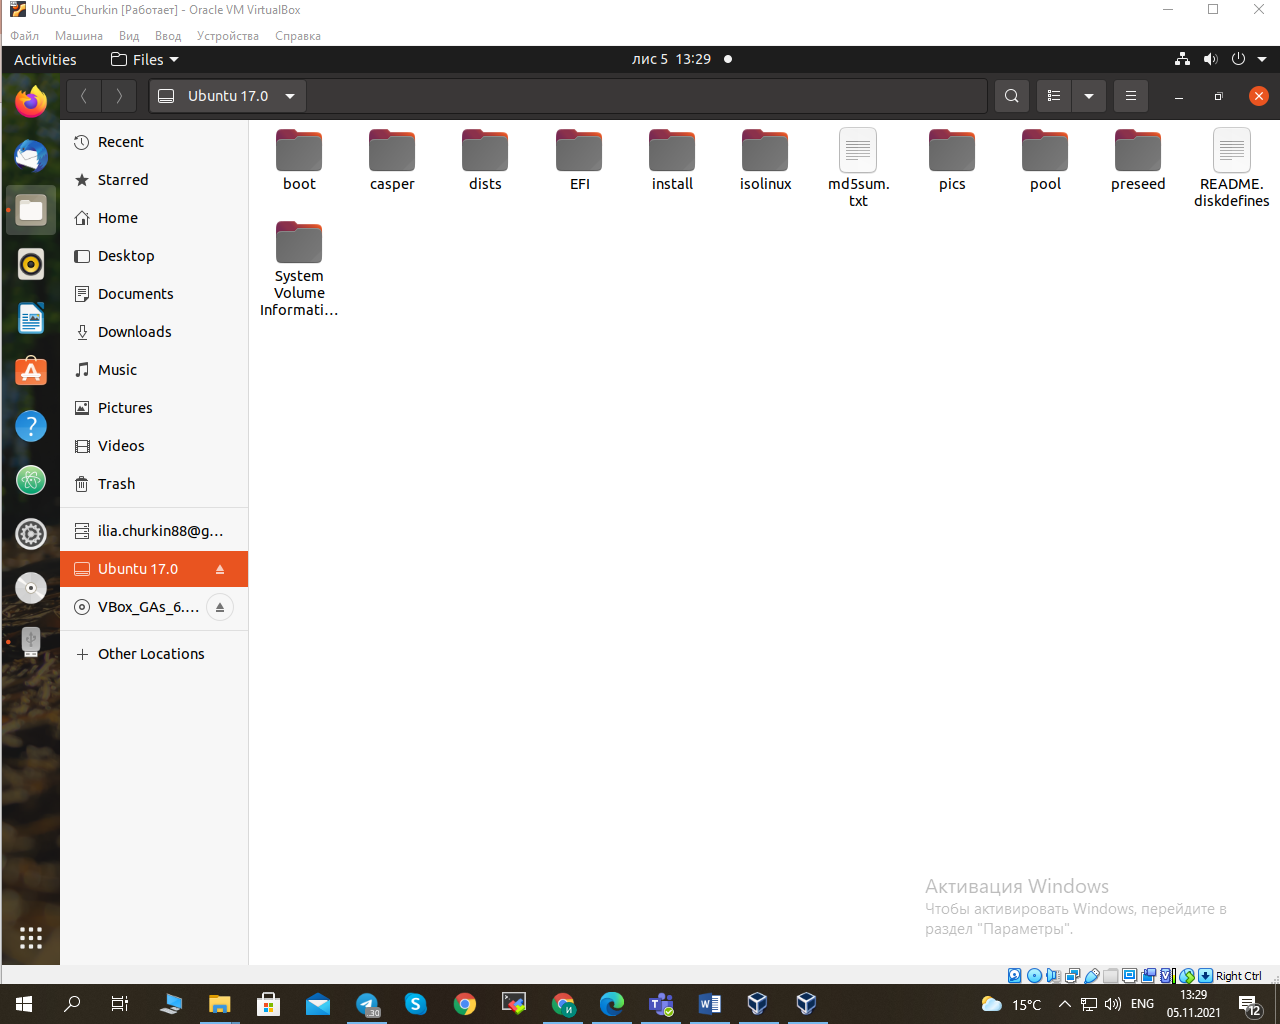 Ubuntu_Churkin [Работает] - Oracle VM VirtualBox
Файл Машина Вид Ввод Устройства Справка
Activities Files лис 5 13:29
Ubuntu 17.0
Recent
Starred
Home
Desktop
Documents
Downloads
Music
Pictures
Videos
Trash
ilia.churkin88@g...
Ubuntu 17.0
VBox_GAs_6....
Other Locations
boot casper dists EFI install isolinux md5sum.txt pics pool preseed README.diskdefines
System
Volume
Informati...
Активация Windows
Чтобы активировать Windows, перейдите в
раздел "Параметры".
Right Ctrl
.30
И
15°C ENG 13:29
05.11.2021
12